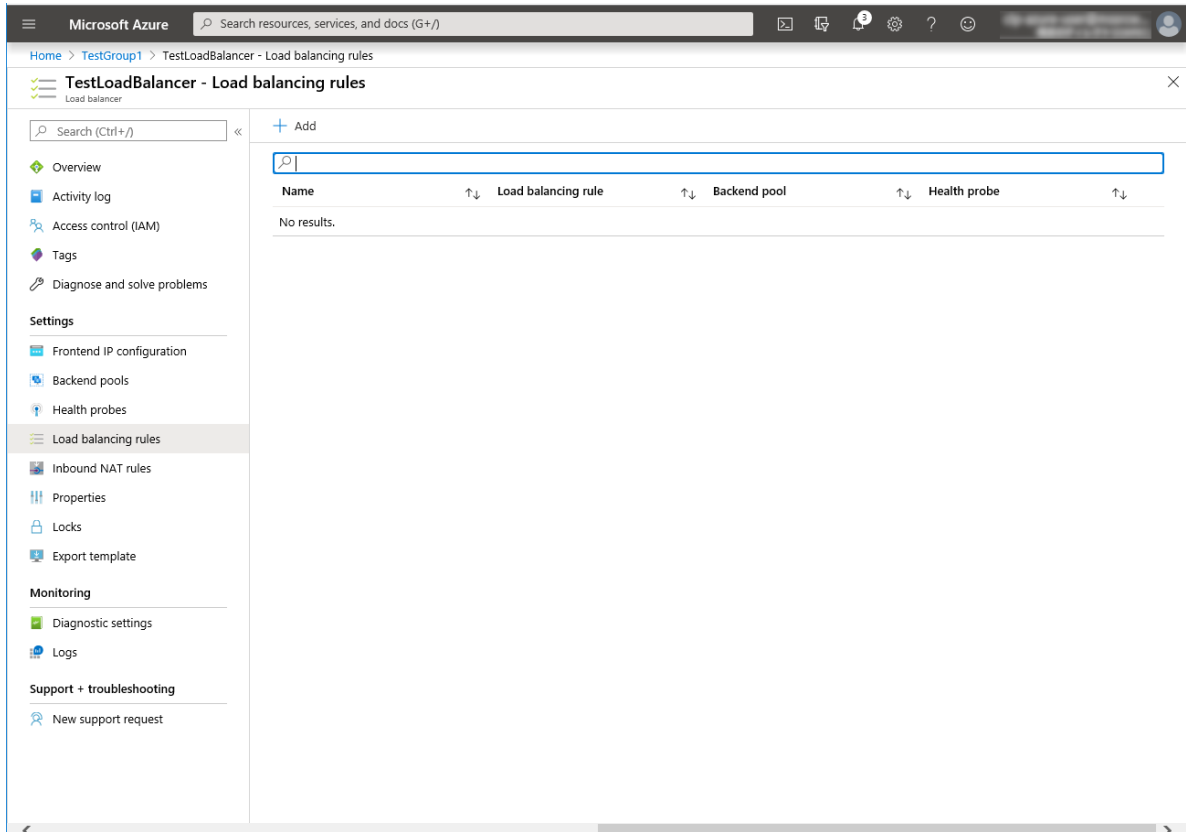 Microsoft Azure
Search resources, services, and docs (G+/)
3
Home > TestGroup1 > TestLoadBalancer - Load balancing rules
TestLoadBalancer - Load balancing rules
Load balancer
Search (Ctrl+/)
«
+ Add
Overview
Activity log
Access control (IAM)
Tags
Diagnose and solve problems
Settings
Frontend IP configuration
Backend pools
Health probes
Load balancing rules
Inbound NAT rules
Properties
Locks
Export template
Monitoring
Diagnostic settings
Logs
Support + troubleshooting
New support request
Name ↑↓ Load balancing rule ↑↓ Backend pool ↑↓ Health probe ↑↓
No results.